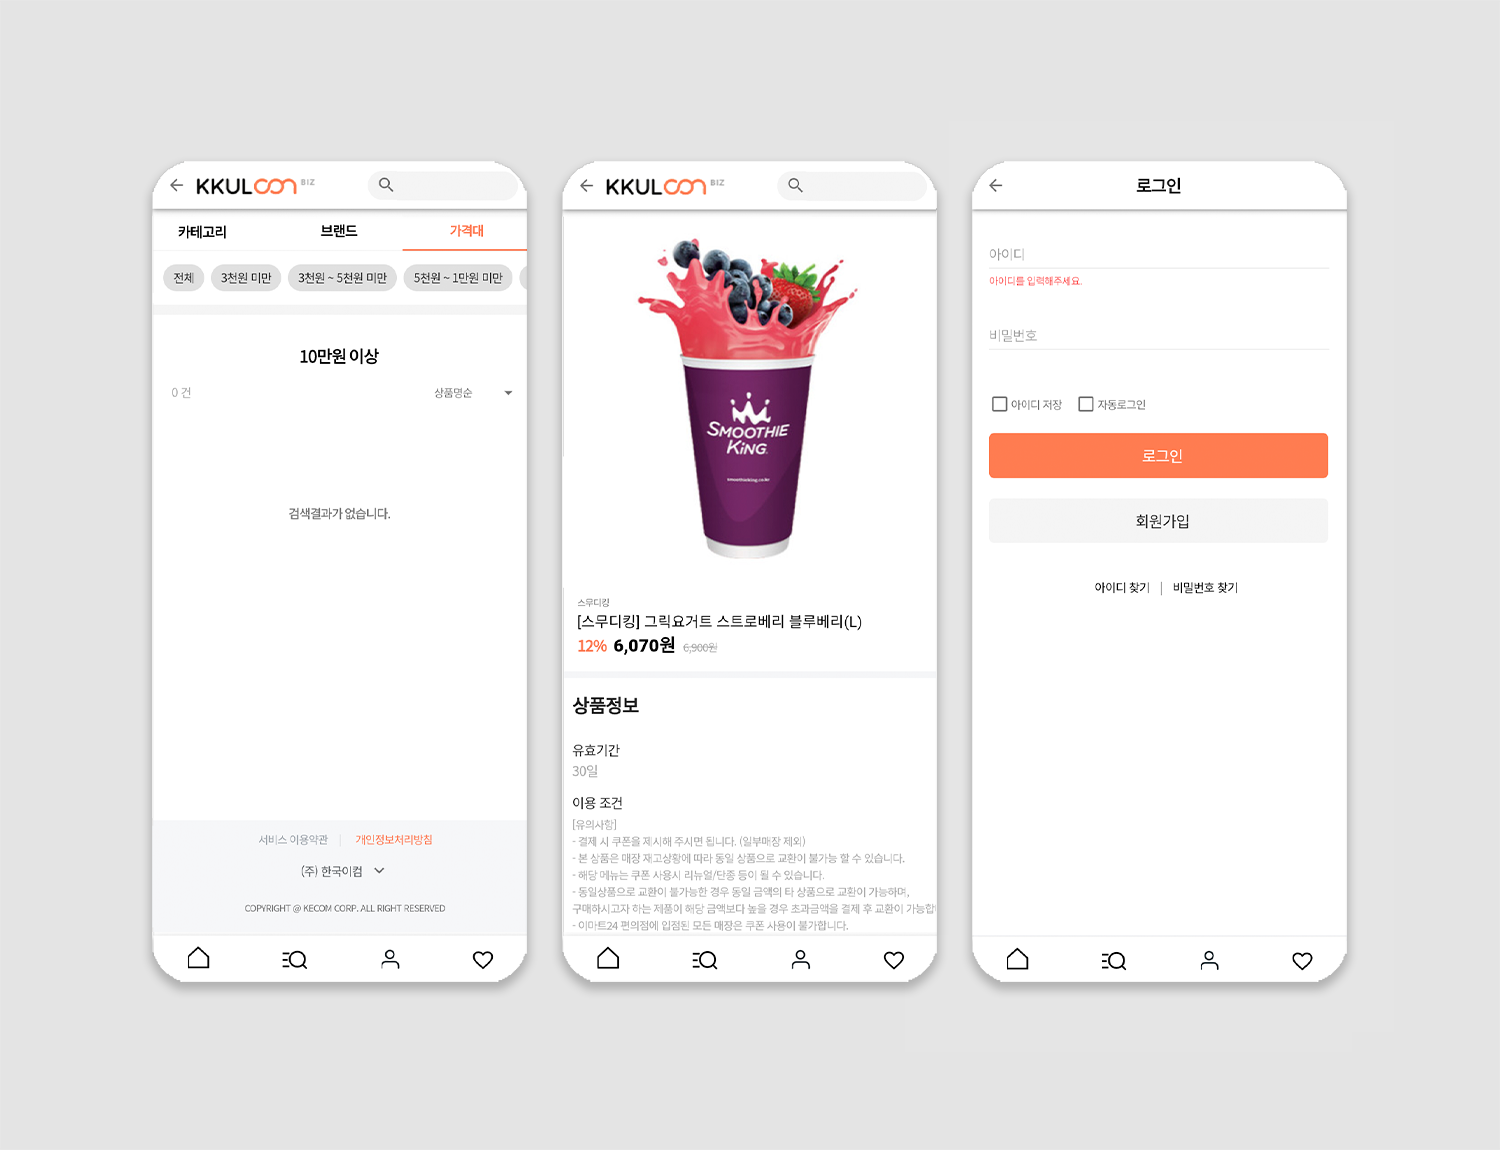 KKULCON BIZ
카테고리 브랜드 가격대
전체 3천원 미만 3천원 ~ 5천원 미만 5천원 ~ 1만원 미만
10만원 이상
0 건 상품명순
검색결과가 없습니다.
서비스 이용약관 | 개인정보처리방침
(주) 한국이컴
COPYRIGHT @ KECOM CORP. ALL RIGHT RESERVED
KKULCON BIZ
SMOOTHIE
KING
smoothieking.co.kr
스무디킹
[스무디킹] 그릭요거트 스트로베리 블루베리(L)
12% 6,070원 6,900원
상품정보
유효기간
30일
이용 조건
[유의사항]
- 결제 시 쿠폰을 제시해 주시면 됩니다. (일부매장 제외)
- 본 상품은 매장 재고상황에 따라 동일 상품으로 교환이 불가능 할 수 있습니다.
- 해당 메뉴는 쿠폰 사용시 리뉴얼/단종 등이 될 수 있습니다.
- 동일상품으로 교환이 불가능한 경우 동일 금액의 타 상품으로 교환이 가능하며,
구매하시고자 하는 제품이 해당 금액보다 높을 경우 초과금액을 결제 후 교환이 가능합
- 이마트24 편의점에 입점된 모든 매장은 쿠폰 사용이 불가합니다.
로그인
아이디
아이디를 입력해주세요.
비밀번호
아이디 저장 자동로그인
로그인
회원가입
아이디 찾기 | 비밀번호 찾기